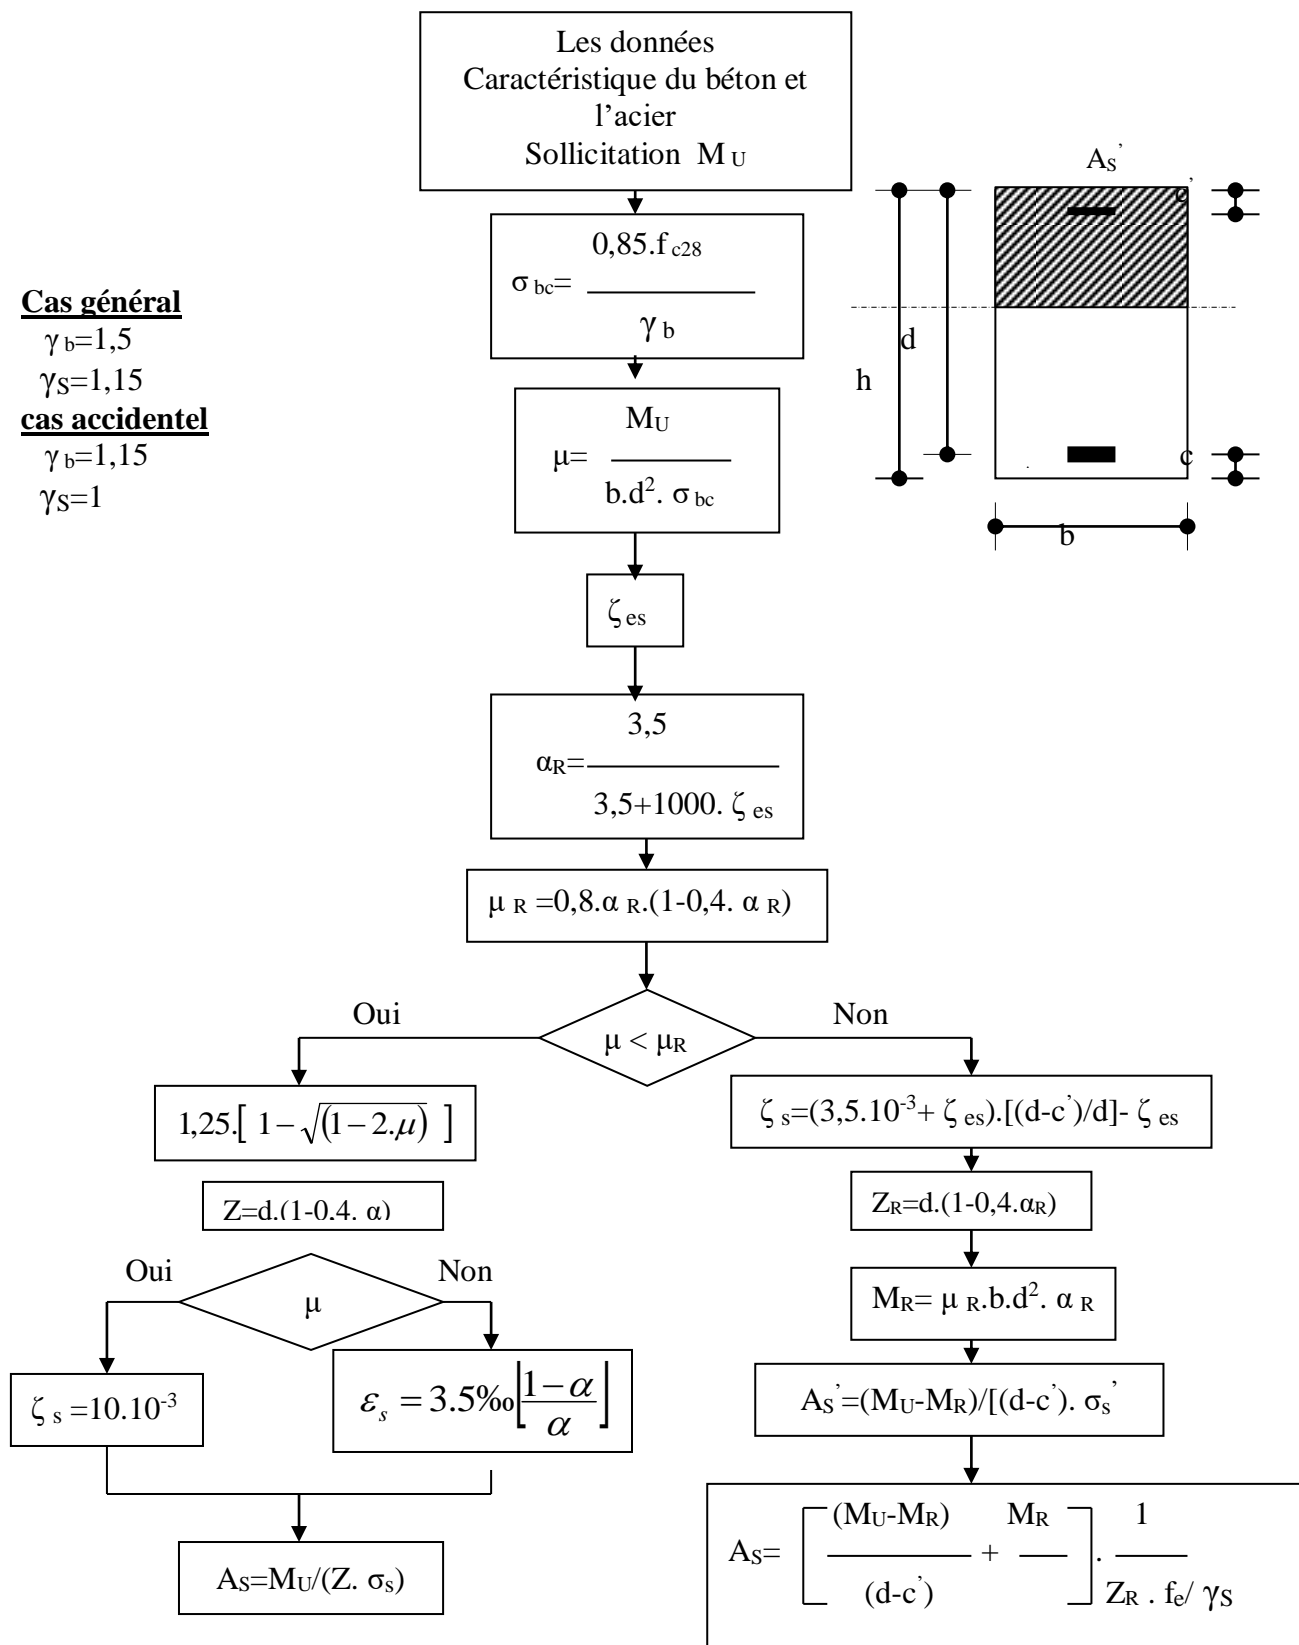 Les données
Caractéristique du béton et
l’acier
Sollicitation M U
AS’
c’
0,85.f c28
σ bc=
γ b
Cas général
γ b=1,5
γS=1,15
cas accidentel
γ b=1,15
γS=1
d
h
c
b
MU
μ=
b.d². σ bc
ζ es
3,5
αR=
3,5+1000. ζ es
μ R =0,8.α R.(1-0,4. α R)
Oui
Non
μ < μR
1,25.[ 1-√(1-2.μ) ]
ζ s=(3,5.10⁻³+ ζ es).[(d-c’)/d]- ζ es
Z=d.(1-0,4. α)
ZR=d.(1-0,4.αR)
Oui
Non
μ
MR= μ R.b.d². α R
ζ s =10.10⁻³
εs = 3.5‰[1-α/α]
AS’=(MU-MR)/[(d-c’). σs’
AS=MU/(Z. σs)
(MU-MR) MR 1
AS= [ + ] .
(d-c’) ZR . fe/ γS